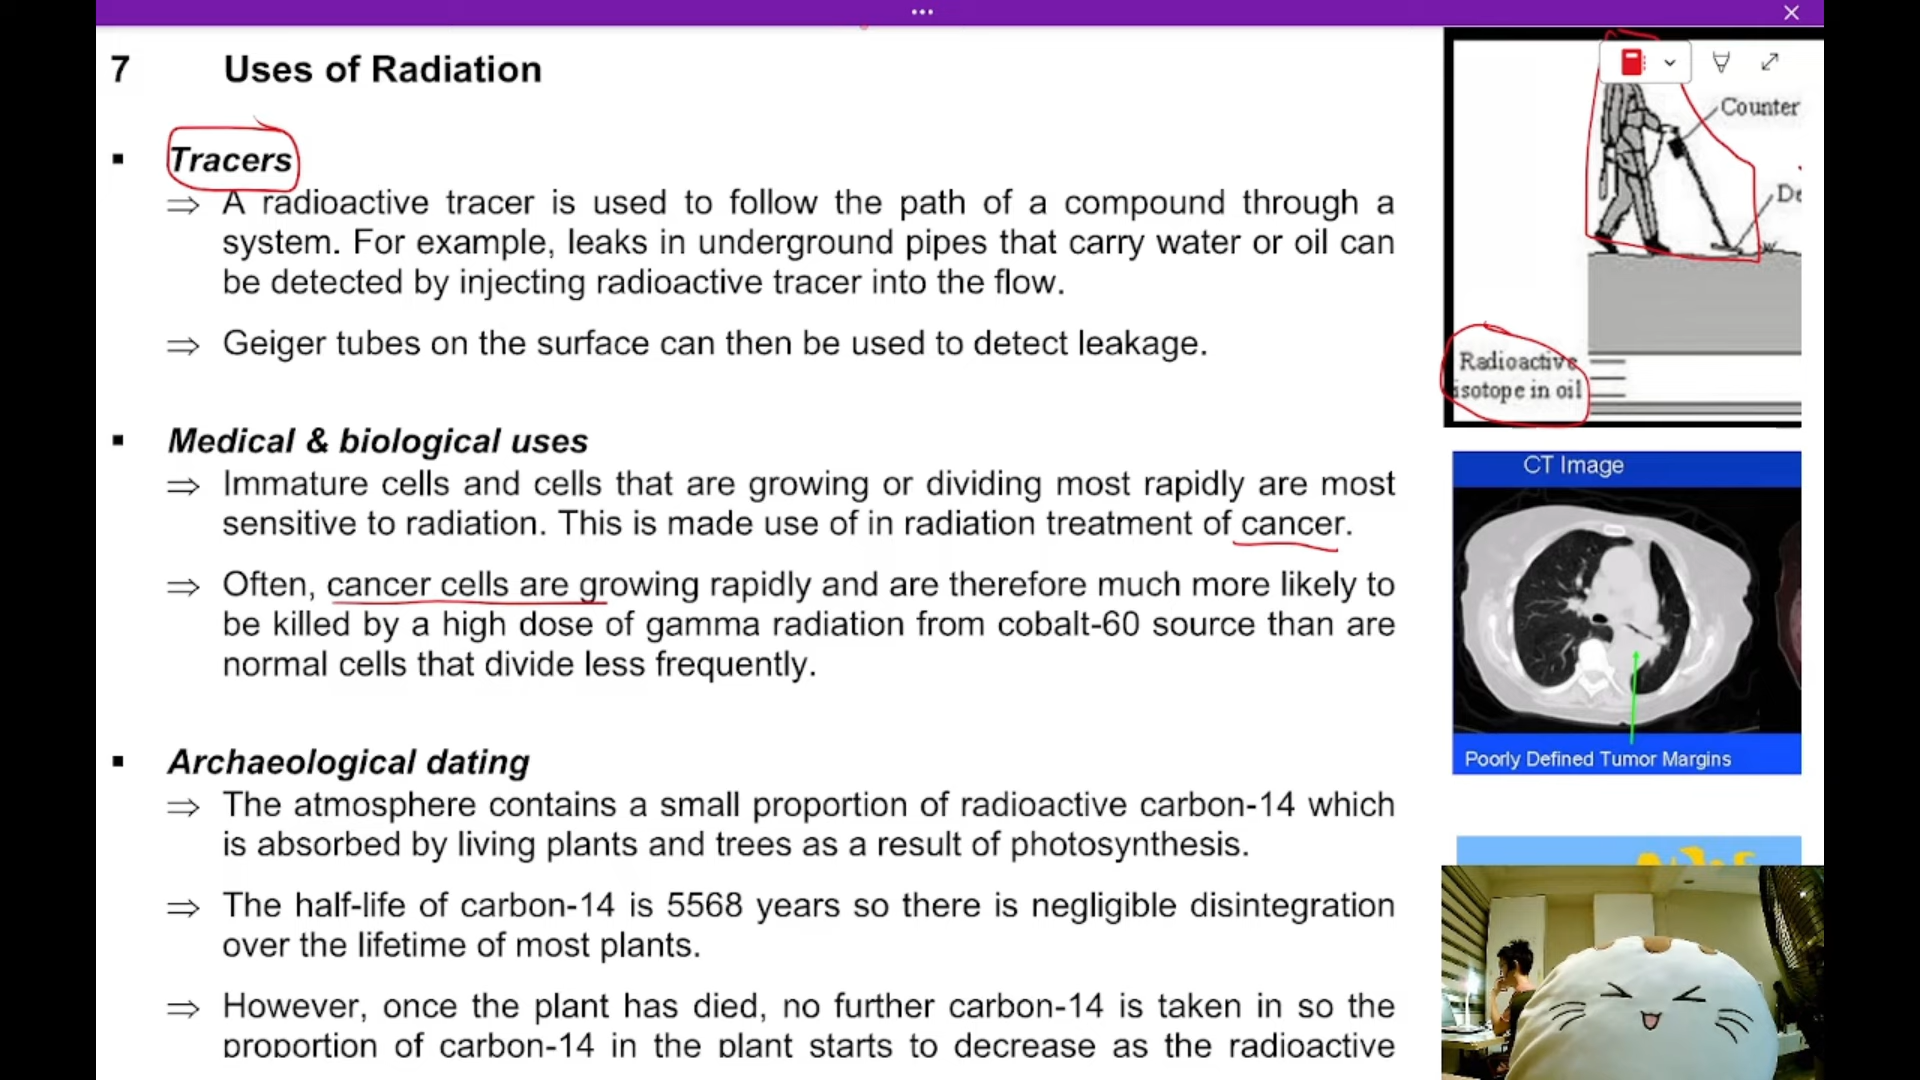 7 Uses of Radiation
▪ Tracers
⇒ A radioactive tracer is used to follow the path of a compound through a
system. For example, leaks in underground pipes that carry water or oil can
be detected by injecting radioactive tracer into the flow.
⇒ Geiger tubes on the surface can then be used to detect leakage.
▪ Medical & biological uses
⇒ Immature cells and cells that are growing or dividing most rapidly are most
sensitive to radiation. This is made use of in radiation treatment of cancer.
⇒ Often, cancer cells are growing rapidly and are therefore much more likely to
be killed by a high dose of gamma radiation from cobalt-60 source than are
normal cells that divide less frequently.
▪ Archaeological dating
⇒ The atmosphere contains a small proportion of radioactive carbon-14 which
is absorbed by living plants and trees as a result of photosynthesis.
⇒ The half-life of carbon-14 is 5568 years so there is negligible disintegration
over the lifetime of most plants.
⇒ However, once the plant has died, no further carbon-14 is taken in so the
proportion of carbon-14 in the plant starts to decrease as the radioactive
Counter
De
Radioactive
isotope in oil
CT Image
Poorly Defined Tumor Margins